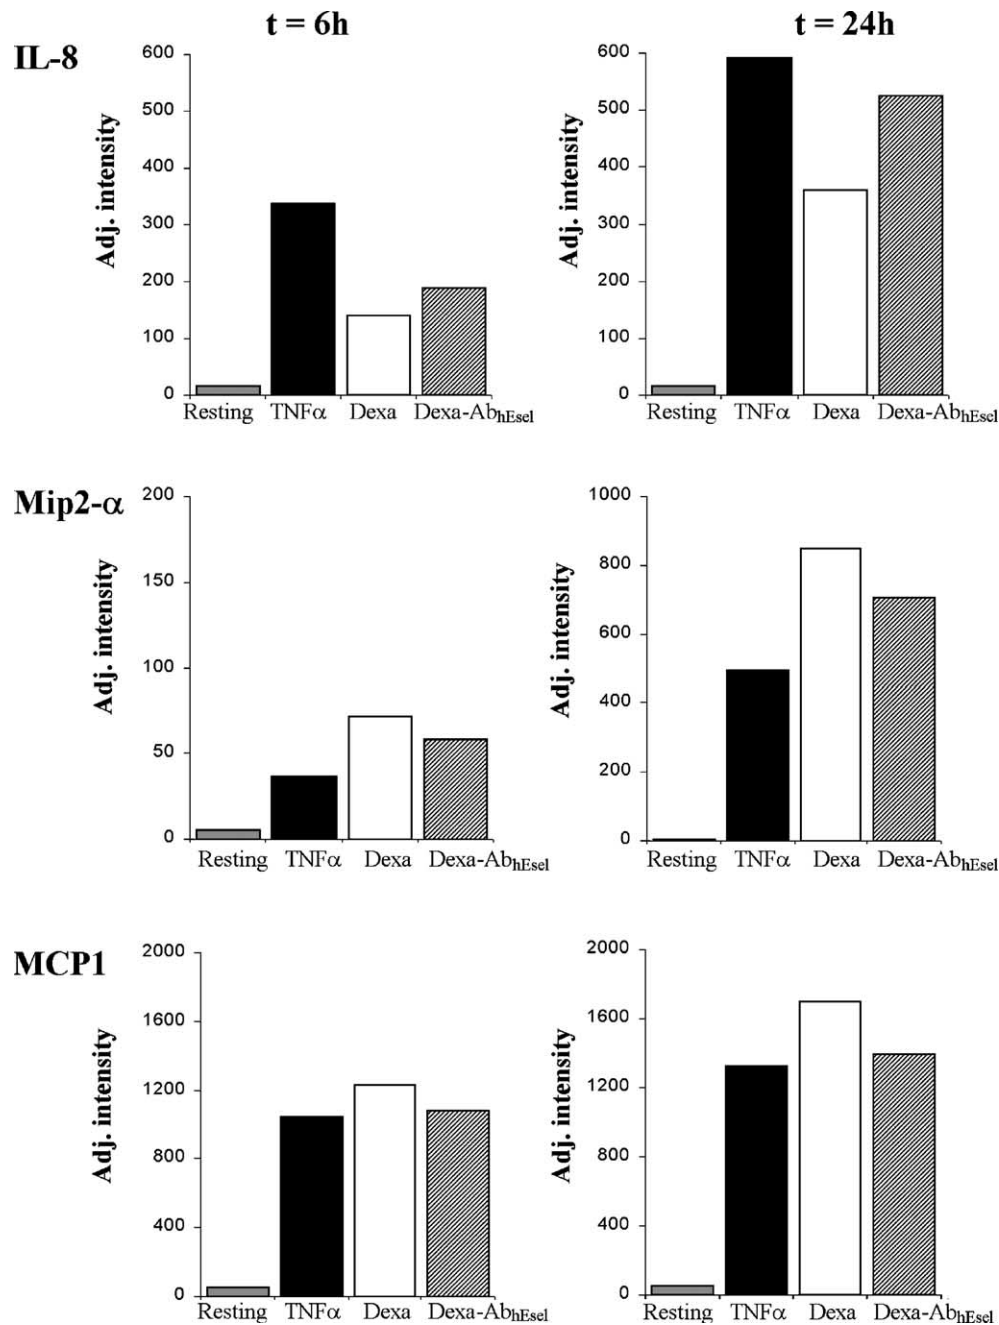 t = 6h
t = 24h
IL-8
600
500
400
300
200
100
0
Adj. intensity
Resting TNFα Dexa Dexa-AbhEsel
600
500
400
300
200
100
0
Adj. intensity
Resting TNFα Dexa Dexa-AbhEsel
Mip2-α
200
150
100
50
0
Adj. intensity
Resting TNFα Dexa Dexa-AbhEsel
1000
800
600
400
200
0
Adj. intensity
Resting TNFα Dexa Dexa-AbhEsel
MCP1
2000
1600
1200
800
400
0
Adj. intensity
Resting TNFα Dexa Dexa-AbhEsel
2000
1600
1200
800
400
0
Adj. intensity
Resting TNFα Dexa Dexa-AbhEsel